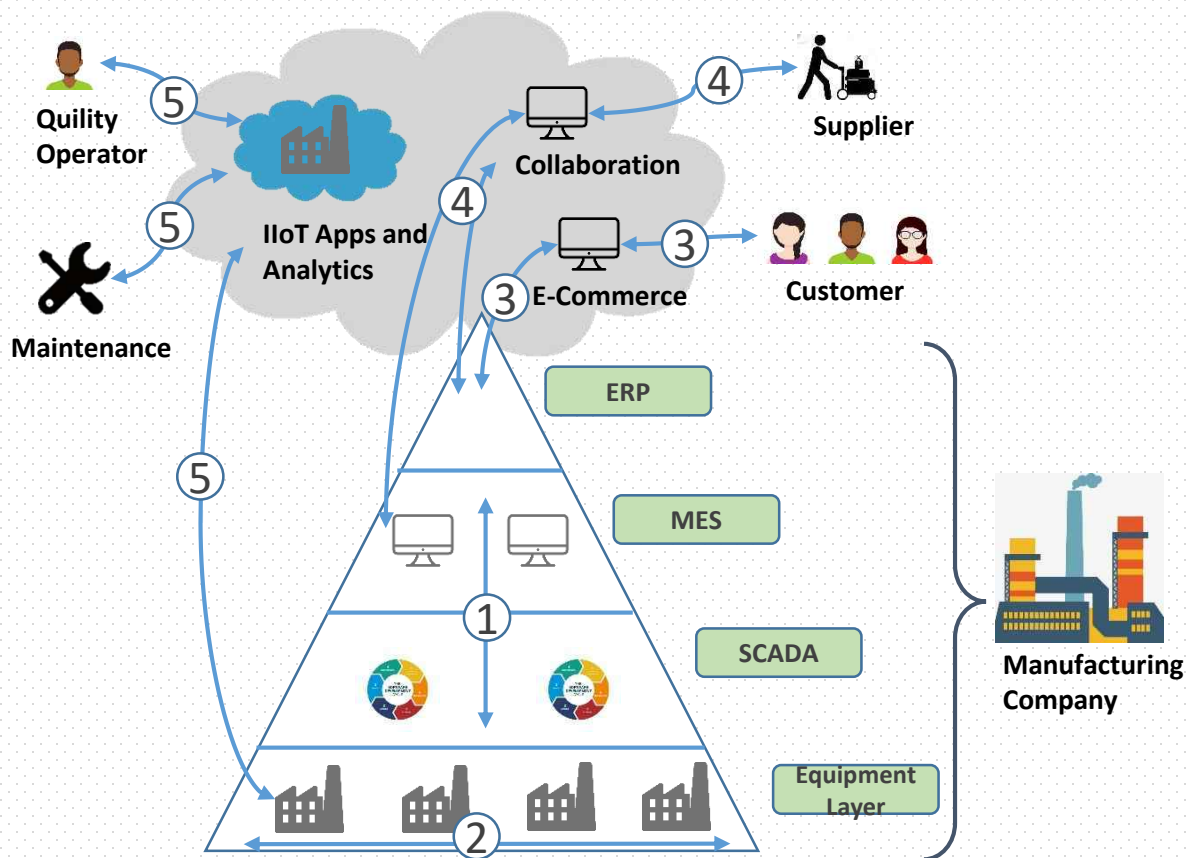 5
Quility
Operator
4
Supplier
Collaboration
5
4
IIoT Apps and
Analytics
3
Customer
3
E-Commerce
Maintenance
ERP
5
MES
1
SCADA
Manufacturing
Company
Equipment
Layer
2